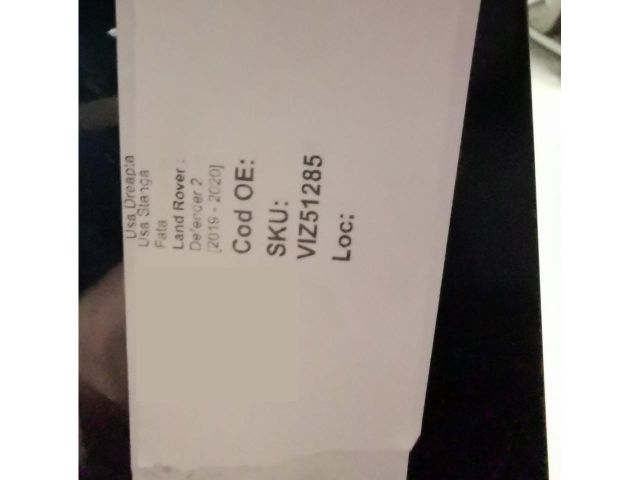 Usa Dreapta
Usa Stanga
Fata
Land Rover :
Defender 2
[2019 - 2020]
Cod OE:
SKU:
VIZ51285
Loc: